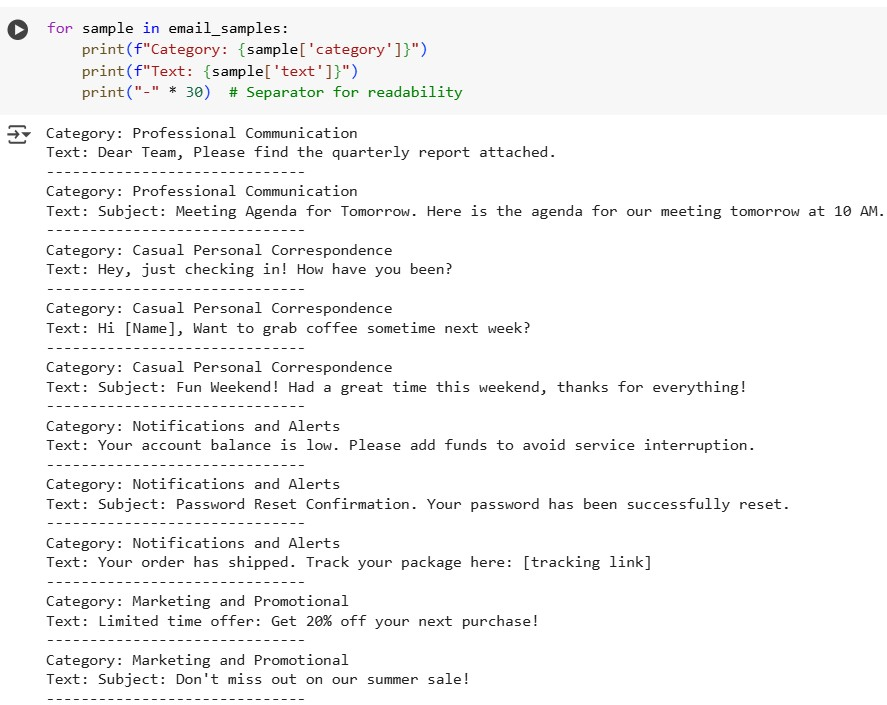 for sample in email_samples:
    print(f"Category: {sample['category']}")
    print(f"Text: {sample['text']}")
    print("-" * 30)  # Separator for readability
Category: Professional Communication
Text: Dear Team, Please find the quarterly report attached.
------------------------------
Category: Professional Communication
Text: Subject: Meeting Agenda for Tomorrow. Here is the agenda for our meeting tomorrow at 10 AM.
------------------------------
Category: Casual Personal Correspondence
Text: Hey, just checking in! How have you been?
------------------------------
Category: Casual Personal Correspondence
Text: Hi [Name], Want to grab coffee sometime next week?
------------------------------
Category: Casual Personal Correspondence
Text: Subject: Fun Weekend! Had a great time this weekend, thanks for everything!
------------------------------
Category: Notifications and Alerts
Text: Your account balance is low. Please add funds to avoid service interruption.
------------------------------
Category: Notifications and Alerts
Text: Subject: Password Reset Confirmation. Your password has been successfully reset.
------------------------------
Category: Notifications and Alerts
Text: Your order has shipped. Track your package here: [tracking link]
------------------------------
Category: Marketing and Promotional
Text: Limited time offer: Get 20% off your next purchase!
------------------------------
Category: Marketing and Promotional
Text: Subject: Don't miss out on our summer sale!
------------------------------